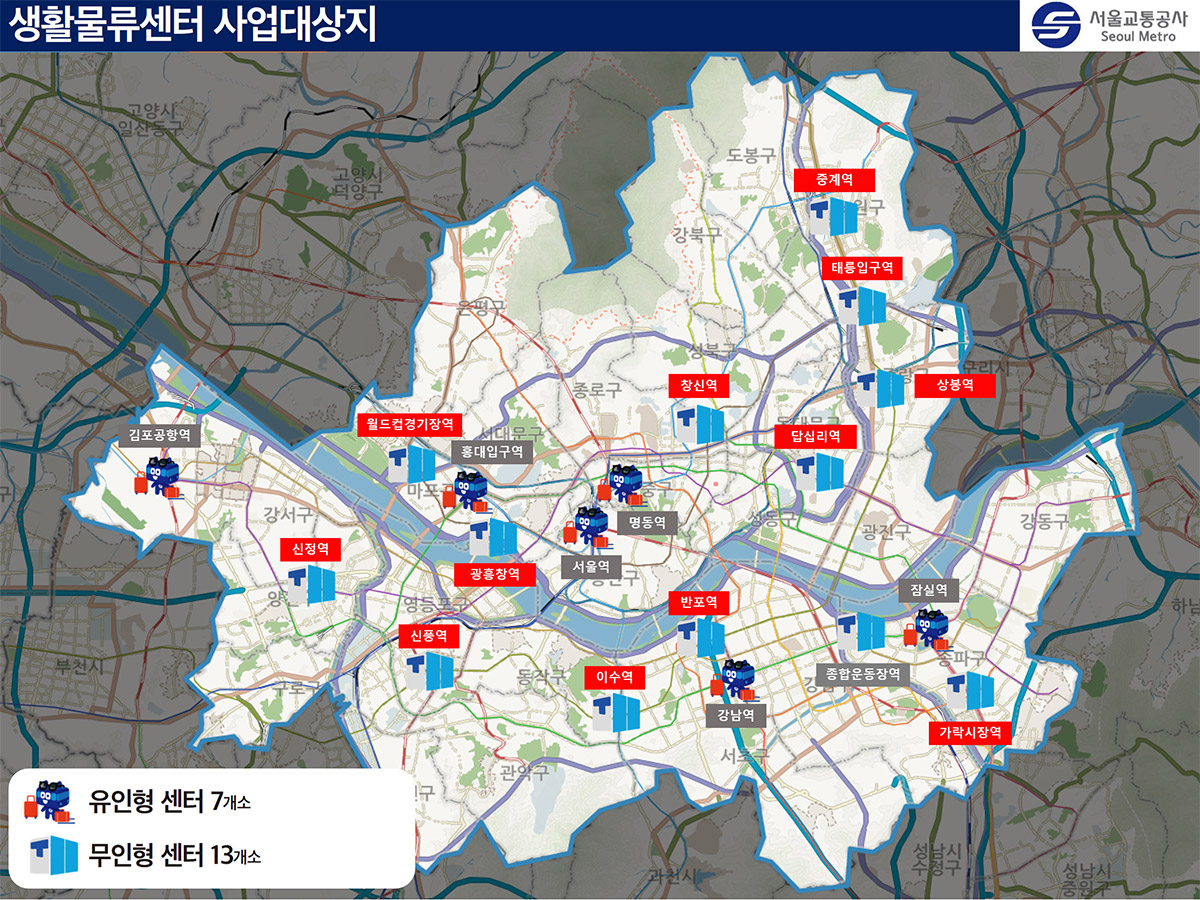 생활물류센터 사업대상지
서울교통공사
Seoul Metro
고양시
일산동구
고양시
덕양구
도봉구
중계역
원구
강북구
태릉입구역
은평구
성북구
구리시
종로구
창신역
상봉역
월드컵경기장역
서대문구
동대문구
답십리역
김포공항역
홍대입구역
마포
중구
명동역
강서구
성동구
광진구
강동구
신정역
서울역
용산구
광흥창역
양천
영등포구
반포역
잠실역
하남
신풍역
부천시
송파구
이수역
동작구
종합운동장역
구로구
강남
강남역
가락시장역
서초구
관악구
유인형 센터 7개소
무인형 센터 13개소
성남시
수정구
과천시
성남시
중원구